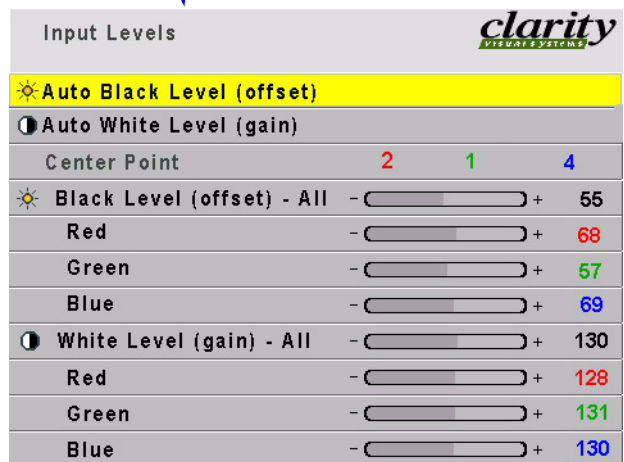 Input Levels
clarity
VISUAL SYSTEMS
Auto Black Level (offset)
Auto White Level (gain)
Center Point 2 1 4
Black Level (offset) - All - + 55
Red - + 68
Green - + 57
Blue - + 69
White Level (gain) - All - + 130
Red - + 128
Green - + 131
Blue - + 130